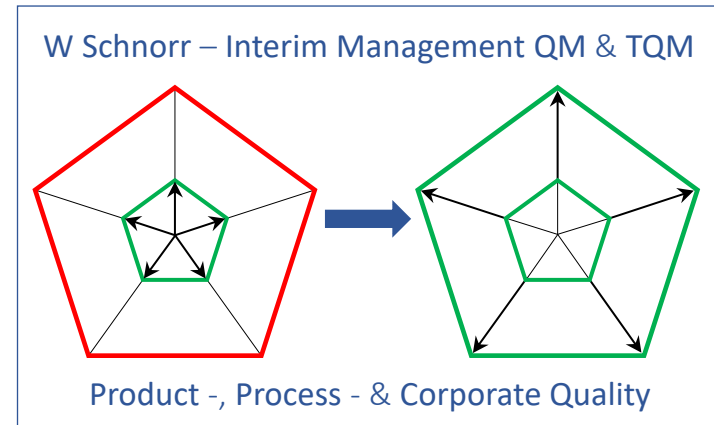 W Schnorr – Interim Management QM & TQM
Product -, Process - & Corporate Quality